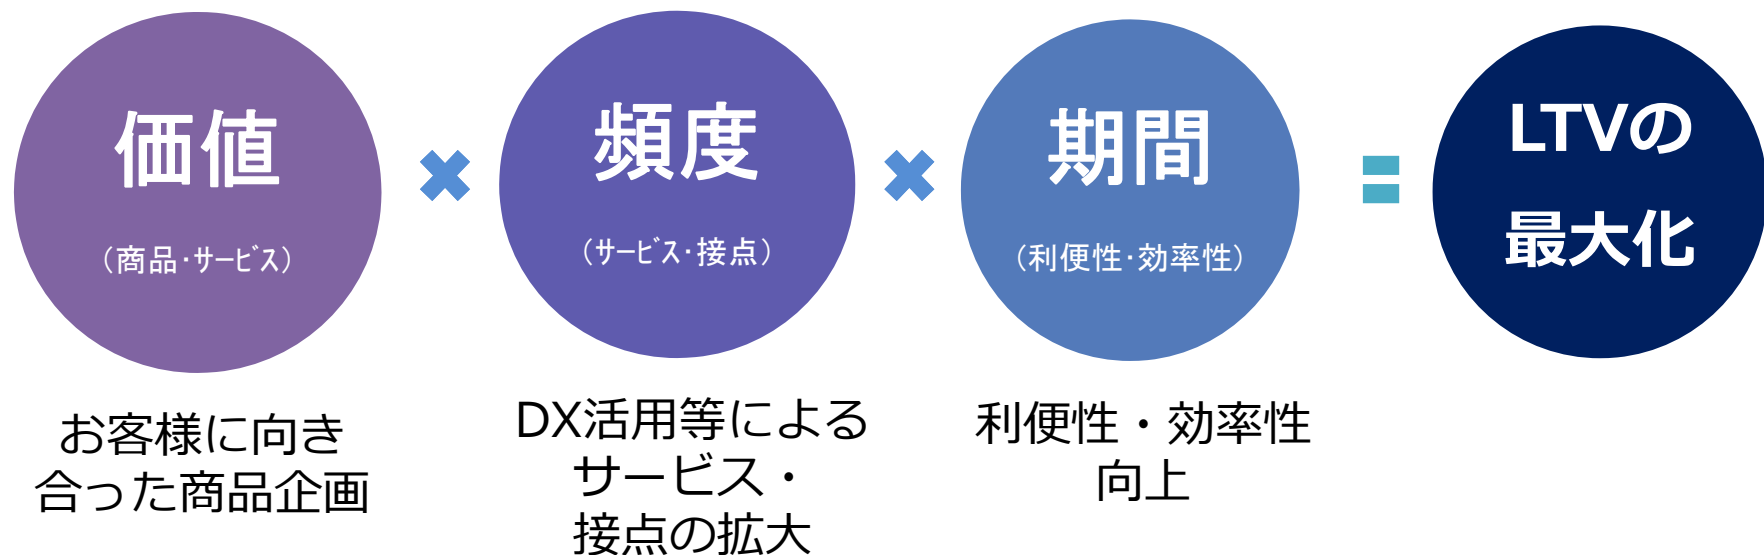 価値
（商品・ｻｰﾋﾞｽ）
お客様に向き
合った商品企画
✖
頻度
（ｻｰﾋﾞｽ・接点）
DX活用等による
サービス・
接点の拡大
✖
期間
（利便性・効率性）
利便性・効率性
向上
＝
LTVの
最大化